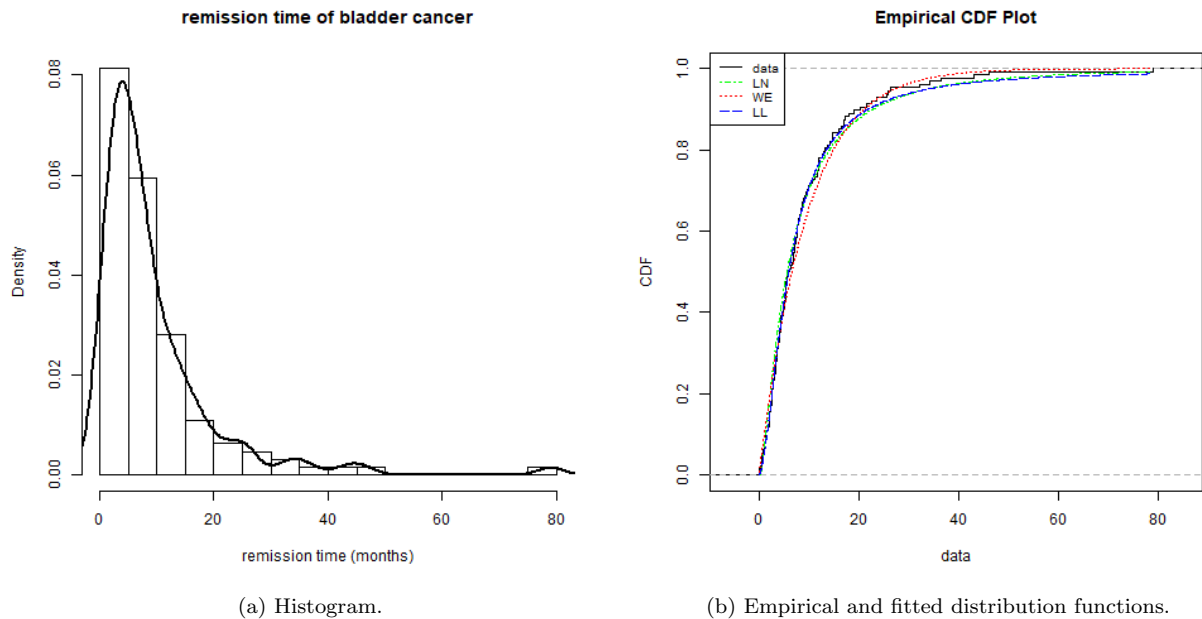 remission time of bladder cancer
Density
0.00
0.02
0.04
0.06
0.08
0
20
40
60
80
remission time (months)
(a) Histogram.
Empirical CDF Plot
data
LN
WE
LL
CDF
0.0
0.2
0.4
0.6
0.8
1.0
0
20
40
60
80
data
(b) Empirical and fitted distribution functions.